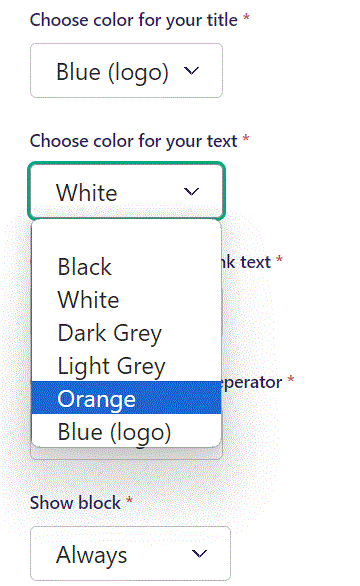 Choose color for your title *
Blue (logo)
Choose color for your text *
White
Black
White
Dark Grey
Light Grey
Orange
Blue (logo)
nk text *
eperator *
Show block *
Always